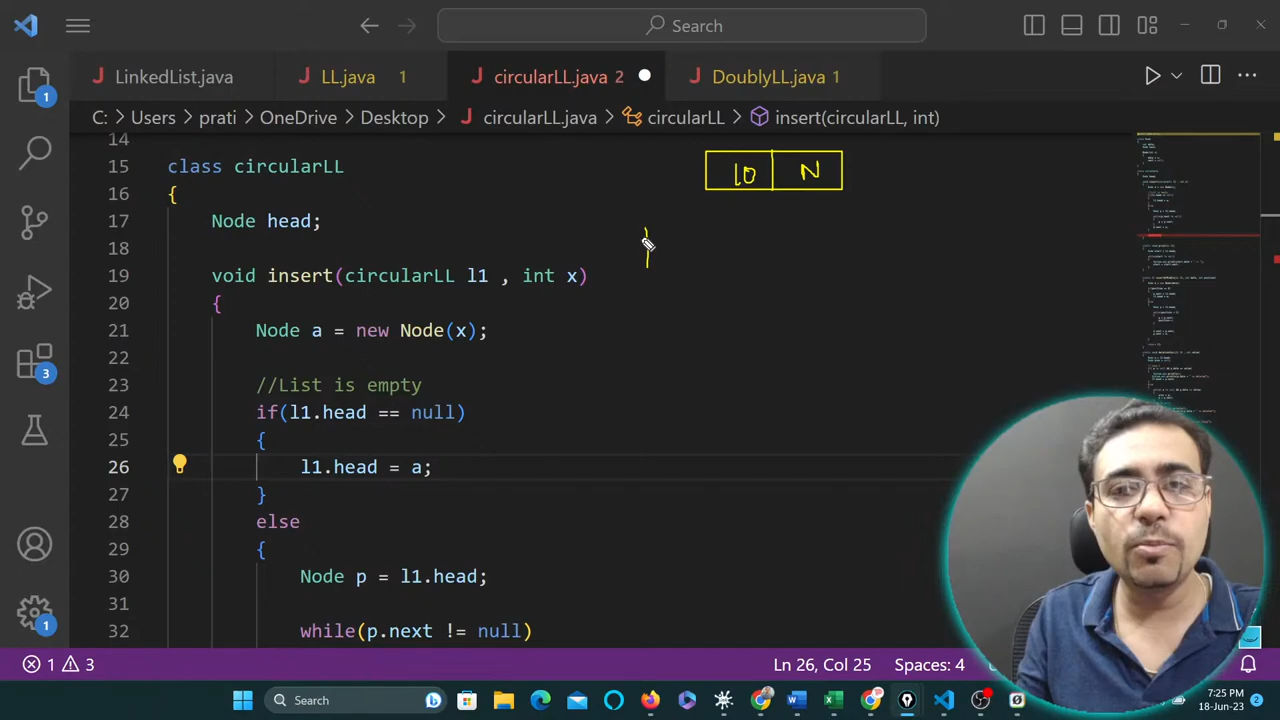 Search
LinkedList.java
LL.java 1
circularLL.java 2
DoublyLL.java 1
C: > Users > prati > OneDrive > Desktop > circularLL.java > circularLL > insert(circularLL, int)
10 N
14
15 class circularLL
16 {
17 Node head;
18
19 void insert(circularLL l1 , int x)
20 {
21 Node a = new Node(x);
22
23 //List is empty
24 if(l1.head == null)
25 {
26 l1.head = a;
27 }
28 else
29 {
30 Node p = l1.head;
31
32 while(p.next != null)
1
3
1
1 3
Ln 26, Col 25
Spaces: 4
Search
7:25 PM
18-Jun-23
2